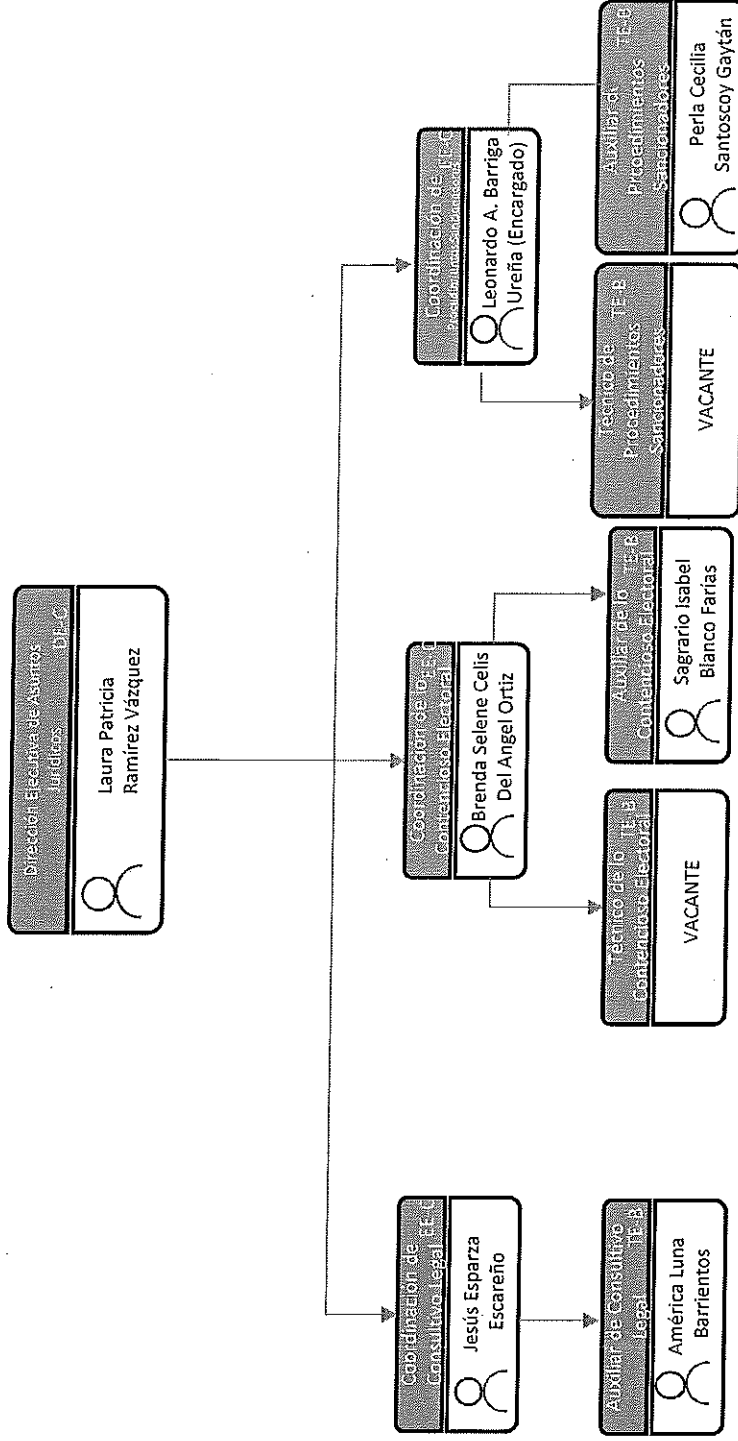 Dirección Ejecutiva de Asuntos
Jurídicos
Laura Patricia
Ramírez Vázquez
Coordinación de
Consultivo Legal EE C
Jesús Esparza
Escareño
Coordinación de
Contencioso Electoral
Brenda Selene Celis
Del Angel Ortiz
Coordinación de
Leonardo A. Barriga
Ureña (Encargado)
Auxiliar de Consultivo
Legal TE-B
América Luna
Barrientos
Técnico de lo TE-B
Contencioso Electoral
VACANTE
Auxiliar de lo TE-B
Contencioso Electoral
Sagrario Isabel
Blanco Farías
Técnico de TE-B
Procedimientos
Sancionadores
VACANTE
Auxiliar d TE-B
Procedimientos
Sancionadores
Perla Cecilia
Santoscoy Gaytán